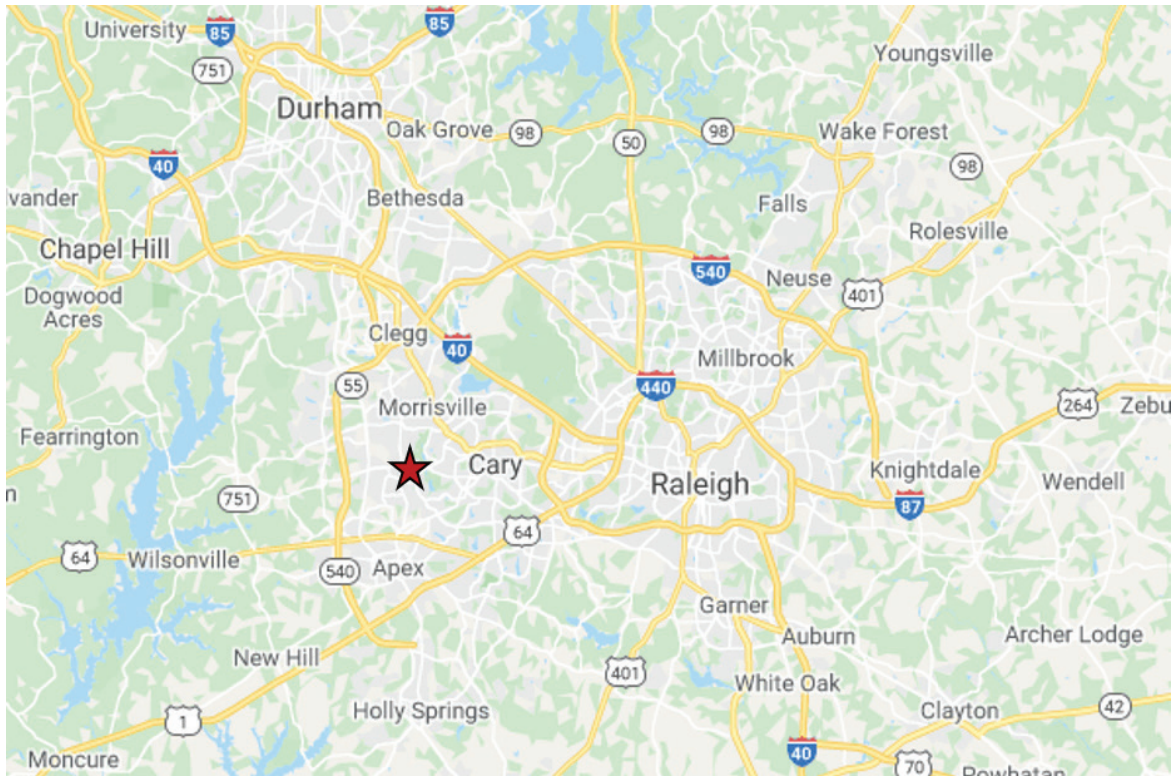 University
85
85
751
Youngsville
Durham
Oak Grove
98
50
98
Wake Forest
98
40
vander
Bethesda
Falls
Rolesville
Chapel Hill
540
Neuse
401
Dogwood
Acres
Clegg
40
Millbrook
55
440
264
Zebu
Morrisville
Fearrington
Cary
Raleigh
Knightdale
Wendell
m
751
87
64
64
Wilsonville
540
Apex
Garner
Auburn
Archer Lodge
New Hill
401
White Oak
Holly Springs
Clayton
42
1
40
Moncure
70
Powhatan